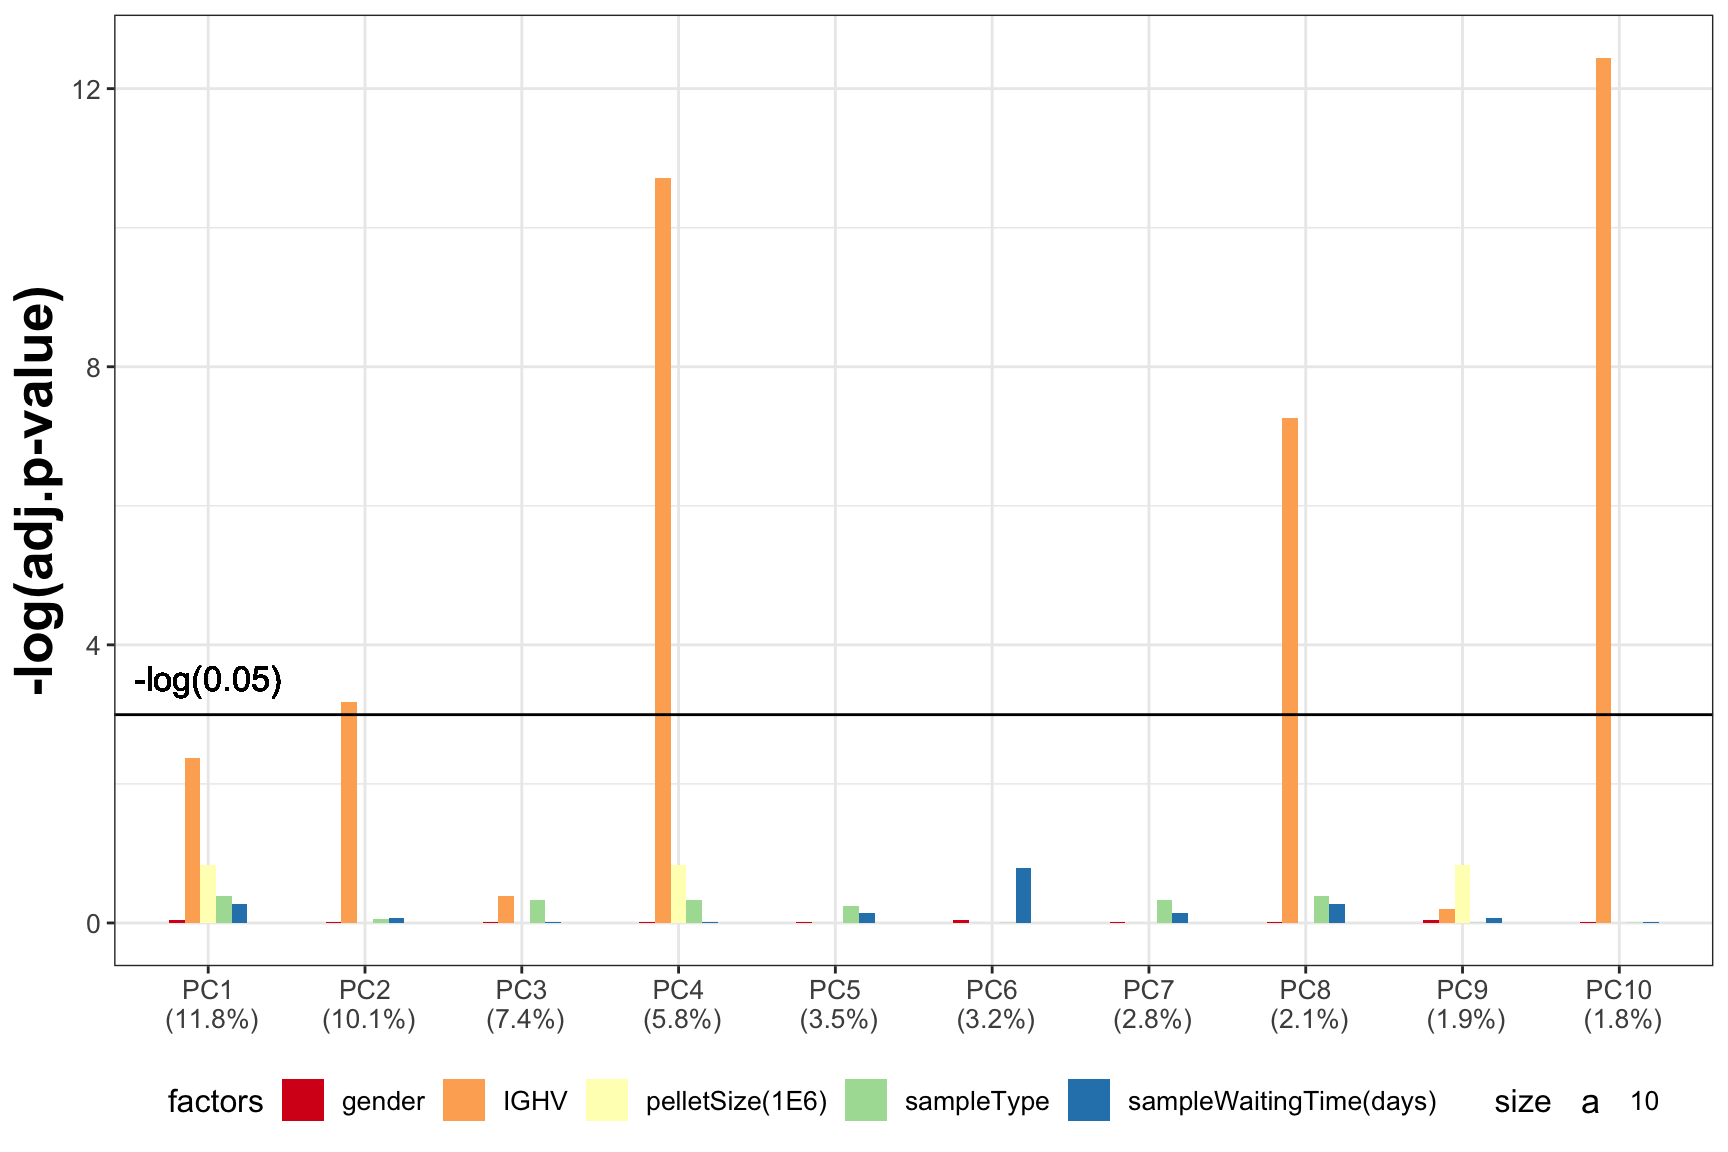 -log(adj.p-value)
12
8
4
0
-log(0.05)
PC1 PC2 PC3 PC4 PC5 PC6 PC7 PC8 PC9 PC10
(11.8%) (10.1%) (7.4%) (5.8%) (3.5%) (3.2%) (2.8%) (2.1%) (1.9%) (1.8%)
factors gender IGHV pelletSize(1E6) sampleType sampleWaitingTime(days) size a 10